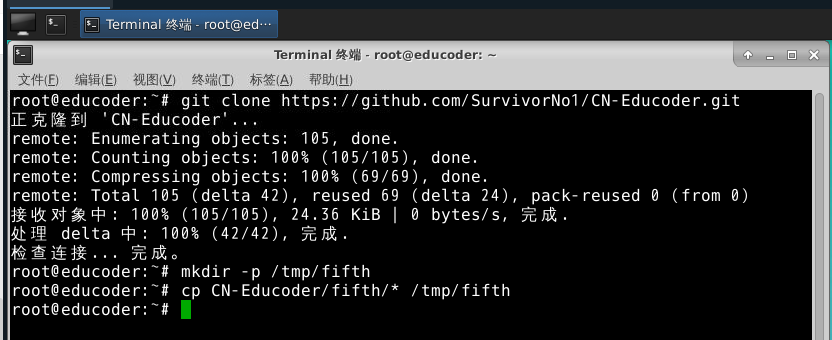 Terminal 终端 - root@ed···
Terminal 终端 - root@educoder: ~
文件(F) 编辑(E) 视图(V) 终端(T) 标签(A) 帮助(H)
root@educoder:~# git clone https://github.com/SurvivorNo1/CN-Educoder.git
正克隆到 'CN-Educoder'...
remote: Enumerating objects: 105, done.
remote: Counting objects: 100% (105/105), done.
remote: Compressing objects: 100% (69/69), done.
remote: Total 105 (delta 42), reused 69 (delta 24), pack-reused 0 (from 0)
接收对象中: 100% (105/105), 24.36 KiB | 0 bytes/s, 完成.
处理 delta 中: 100% (42/42), 完成.
检查连接... 完成。
root@educoder:~# mkdir -p /tmp/fifth
root@educoder:~# cp CN-Educoder/fifth/* /tmp/fifth
root@educoder:~#